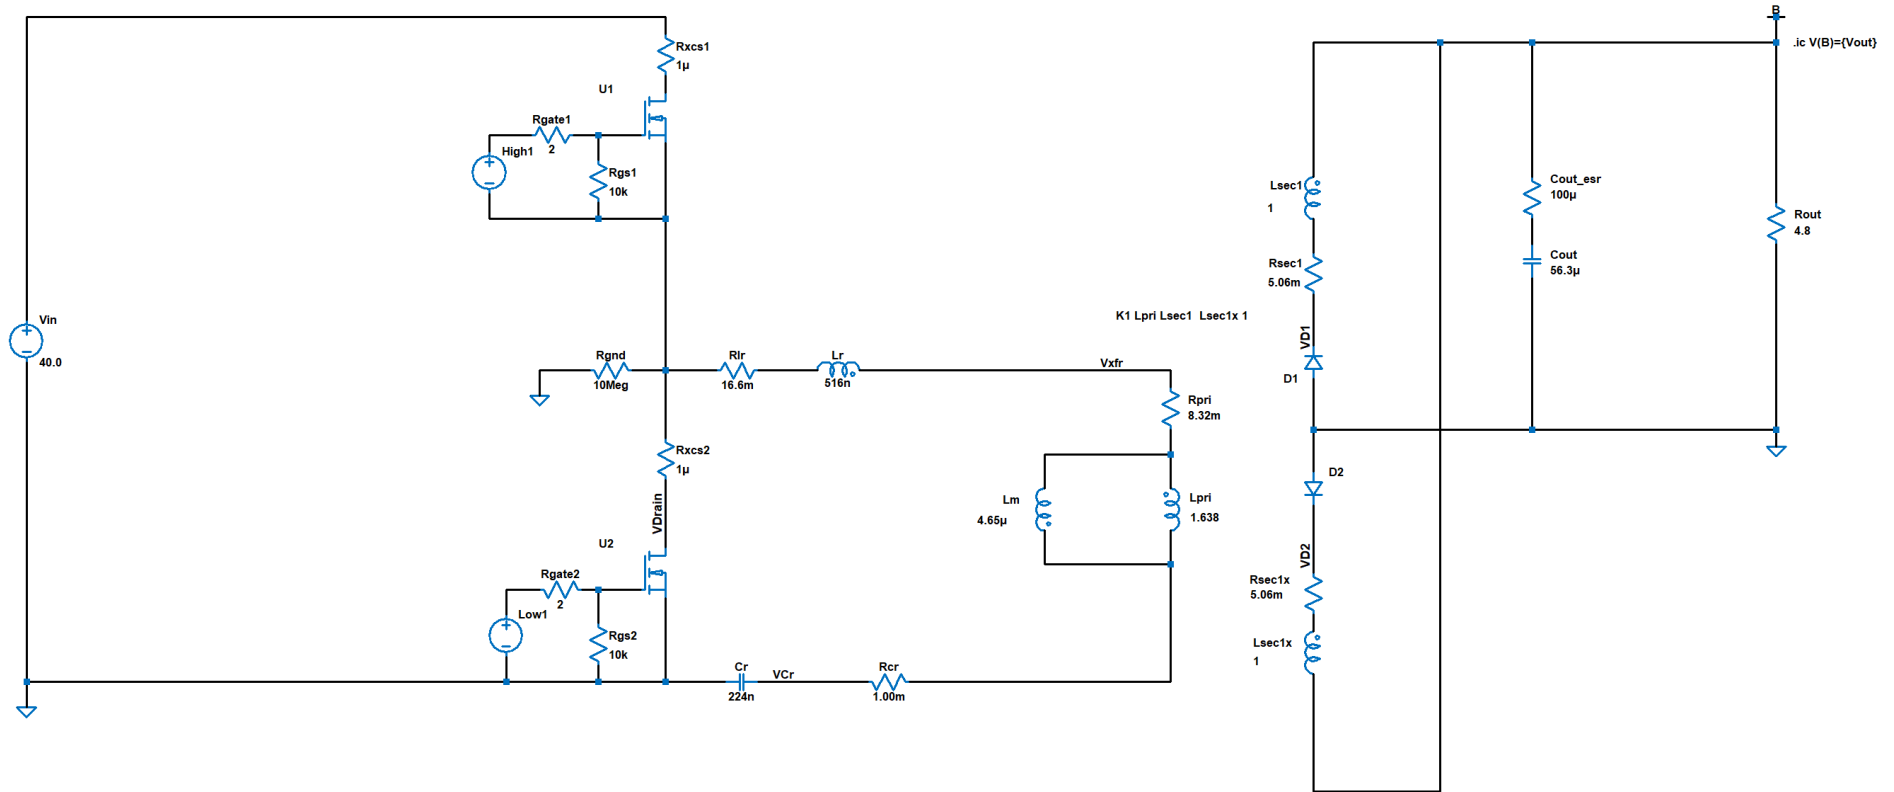 B
.ic V(B)={Vout}
Rxcs1
1µ
U1
Rgate1
2
High1
Rgs1
10k
Lsec1
1
Cout_esr
100µ
Rout
4.8
Rsec1
5.06m
Cout
56.3µ
Vin
40.0
K1 Lpri Lsec1  Lsec1x 1
VD1
D1
Rgnd
10Meg
Rlr
16.6m
Lr
516n
Vxfr
Rpri
8.32m
Rxcs2
1µ
D2
VDrain
Lm
4.65µ
Lpri
1.638
U2
VD2
Rgate2
2
Low1
Rgs2
10k
Rsec1x
5.06m
Lsec1x
1
Cr
224n
VCr
Rcr
1.00m